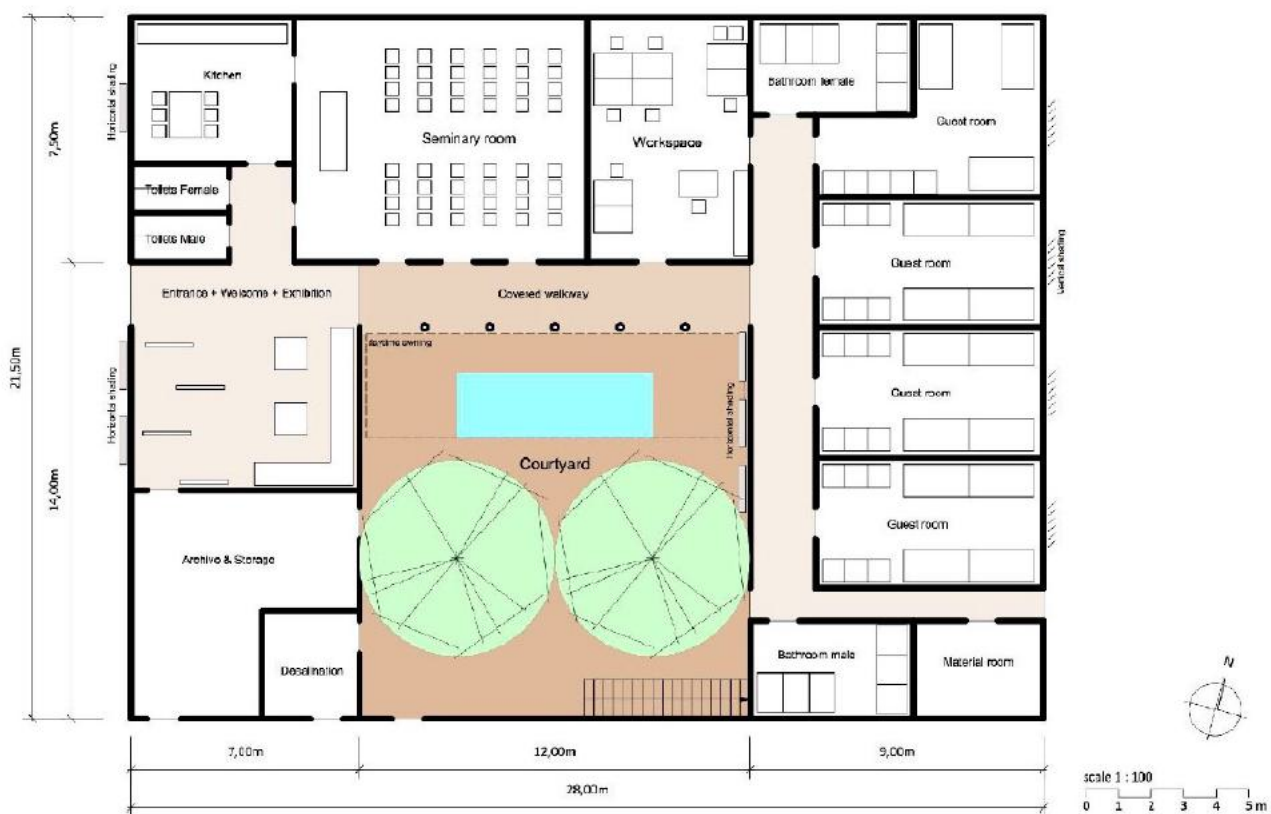 Kitchen
Horizontal shading
7,50m
Seminary room
Workspace
Bathroom female
Guest room
Toilets Female
Toilets Male
Guest room
Vertical shading
Entrance + Welcome + Exhibition
Covered walkway
daytime awning
21,50m
Horizontal shading
Horizontal shading
Guest room
Courtyard
14,00m
Guest room
Archive & Storage
Desalination
Bathroom male
Material room
N
7,00m
12,00m
9,00m
28,00m
scale 1 : 100
0 1 2 3 4 5 m